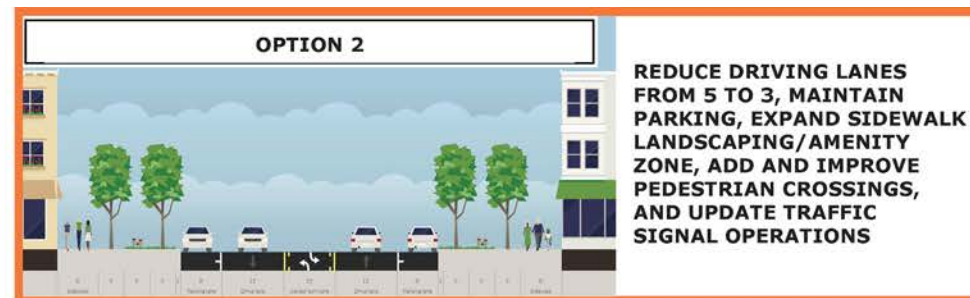 OPTION 2
REDUCE DRIVING LANES
FROM 5 TO 3, MAINTAIN
PARKING, EXPAND SIDEWALK
LANDSCAPING/AMENITY
ZONE, ADD AND IMPROVE
PEDESTRIAN CROSSINGS,
AND UPDATE TRAFFIC
SIGNAL OPERATIONS